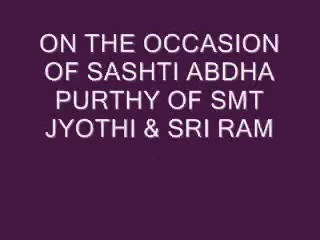 ON THE OCCASION
OF SASHTI ABDHA
PURTHY OF SMT
JYOTHI & SRI RAM